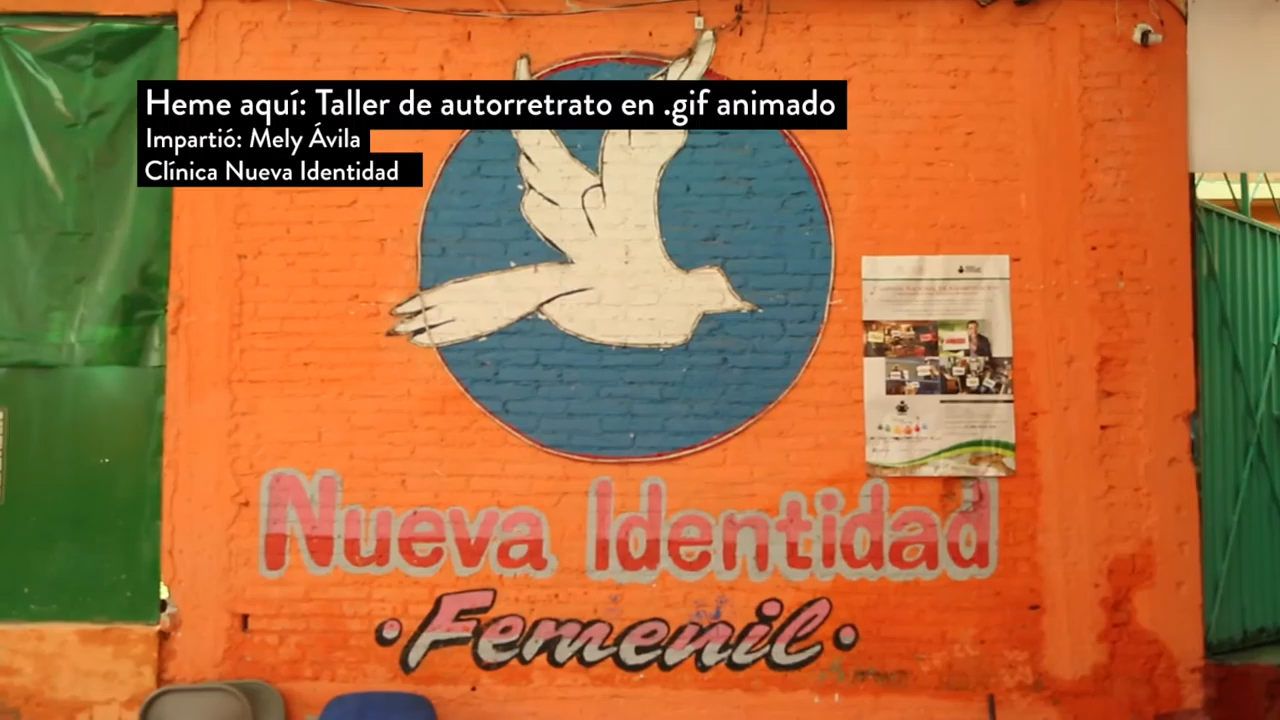 Heme aquí: Taller de autorretrato en .gif animado
Impartió: Mely Ávila
Clínica Nueva Identidad
Nueva Identidad
Femenil